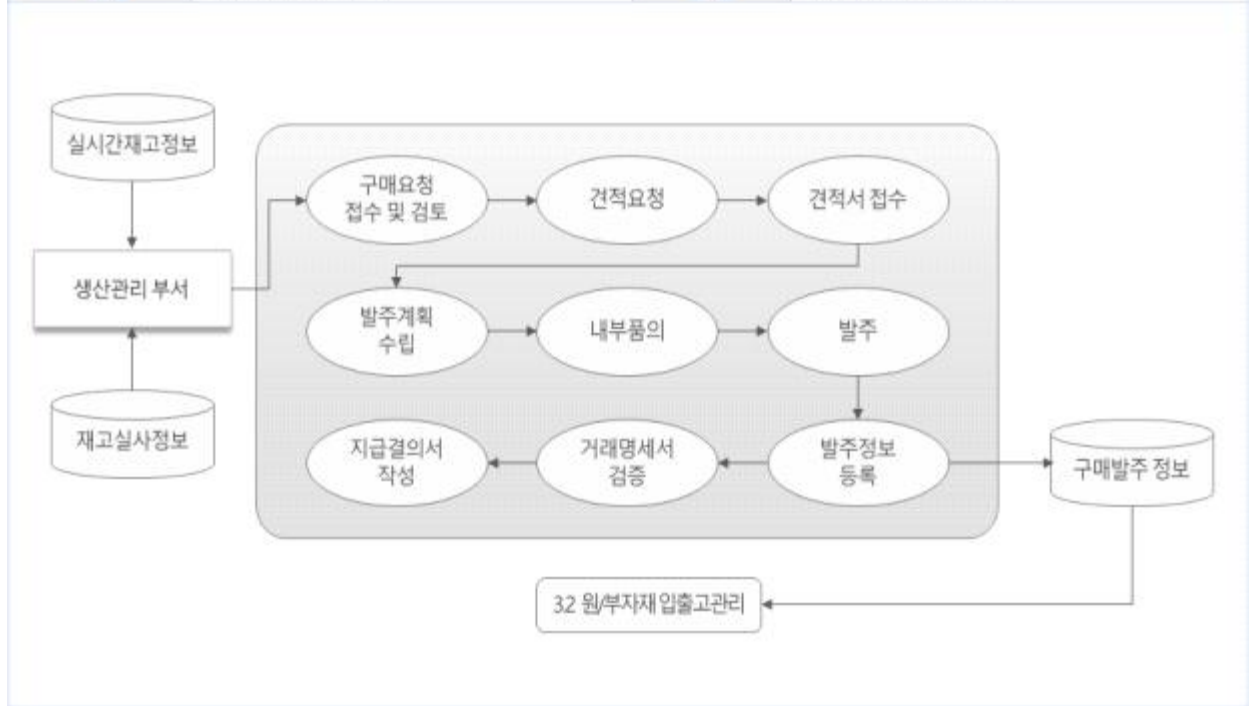 실시간재고정보
구매요청
접수 및 검토
견적요청
견적서 접수
생산관리 부서
발주계획
수립
내부품의
발주
재고실사정보
지급결의서
작성
거래명세서
검증
발주정보
등록
구매발주 정보
32 원/부자재 입출고관리